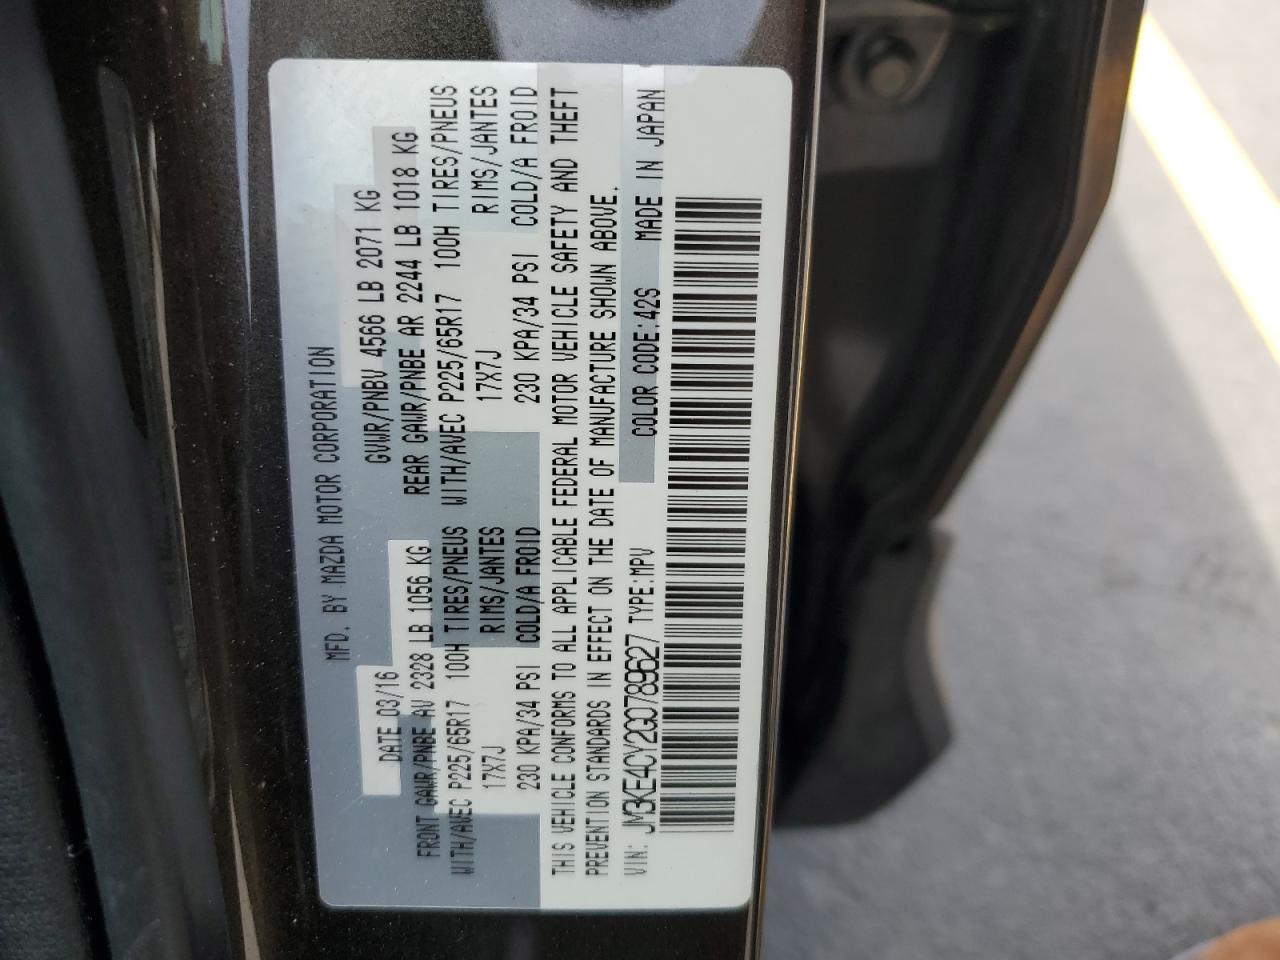 MFD. BY MAZDA MOTOR CORPORATION
DATE 03/16 GVWR/PNBV 4566 LB 2071 KG
FRONT GAWR/PNBE AV 2328 LB 1056 KG REAR GAWR/PNBE AR 2244 LB 1018 KG
WITH/AVEC P225/65R17 100H TIRES/PNEUS WITH/AVEC P225/65R17 100H TIRES/PNEUS
17X7J RIMS/JANTES 17X7J RIMS/JANTES
230 KPA/34 PSI COLD/A FROID 230 KPA/34 PSI COLD/A FROID
THIS VEHICLE CONFORMS TO ALL APPLICABLE FEDERAL MOTOR VEHICLE SAFETY AND THEFT
PREVENTION STANDARDS IN EFFECT ON THE DATE OF MANUFACTURE SHOWN ABOVE.
VIN: JM3KE4CY2G0789627 TYPE:MPV COLOR CODE:42S MADE IN JAPAN